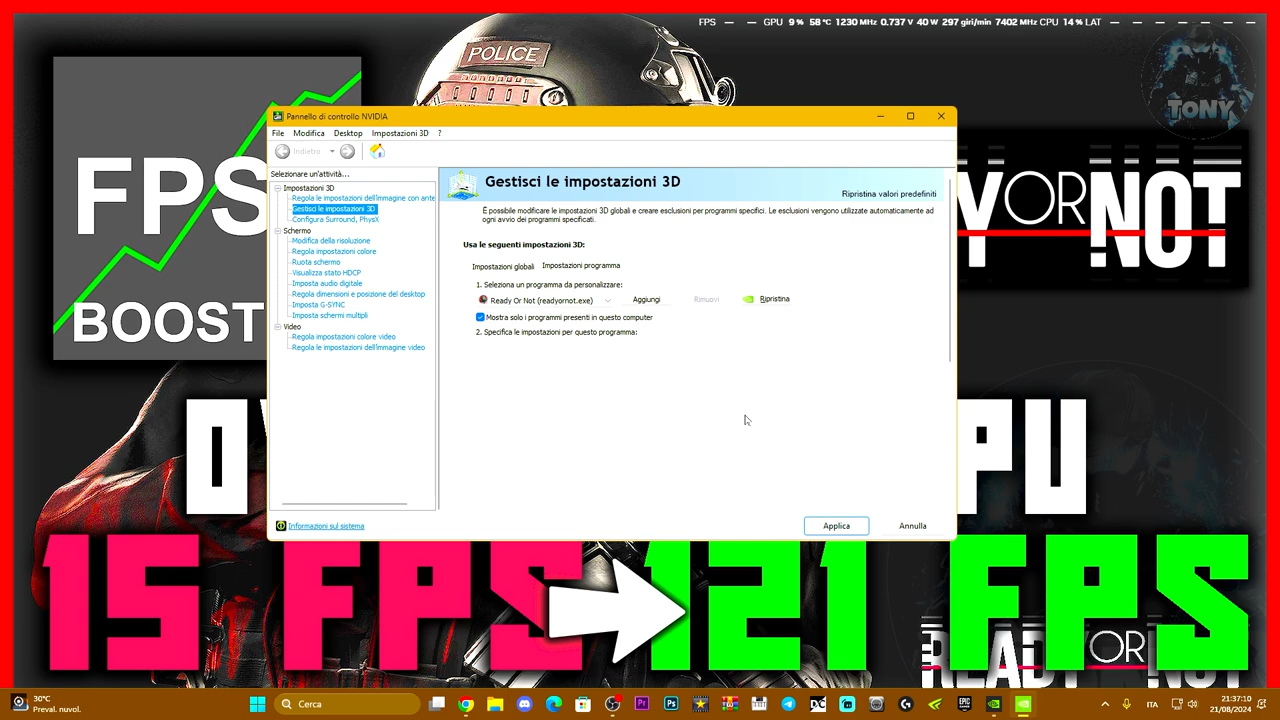 FPS — — GPU 9 % 58 °C 1230 MHz 0.737 V 40 W 297 giri/min 7402 MHz CPU 14 % LAT — — — — — — — —
POLICE
TONY
FPS
BOOST
Y OR NOT
Pannello di controllo NVIDIA
File Modifica Desktop Impostazioni 3D ?
Indietro
Selezionare un'attività...
Impostazioni 3D
Regola le impostazioni dell'immagine con ante
Gestisci le impostazioni 3D
Configura Surround, PhysX
Schermo
Modifica della risoluzione
Regola impostazioni colore
Ruota schermo
Visualizza stato HDCP
Imposta audio digitale
Regola dimensioni e posizione del desktop
Imposta G-SYNC
Imposta schermi multipli
Video
Regola impostazioni colore video
Regola le impostazioni dell'immagine video
Informazioni sul sistema
Gestisci le impostazioni 3D
Ripristina valori predefiniti
È possibile modificare le impostazioni 3D globali e creare esclusioni per programmi specifici. Le esclusioni vengono utilizzate automaticamente ad
ogni avvio dei programmi specificati.
Usa le seguenti impostazioni 3D:
Impostazioni globali Impostazioni programma
1. Seleziona un programma da personalizzare:
Ready Or Not (readyornot.exe) Aggiungi Rimuovi Ripristina
Mostra solo i programmi presenti in questo computer
2. Specifica le impostazioni per questo programma:
Applica Annulla
PU
15 FPS 121 FPS
READY OR N
30°C
Preval. nuvol.
Cerca
ITA
21:37:10
21/08/2024